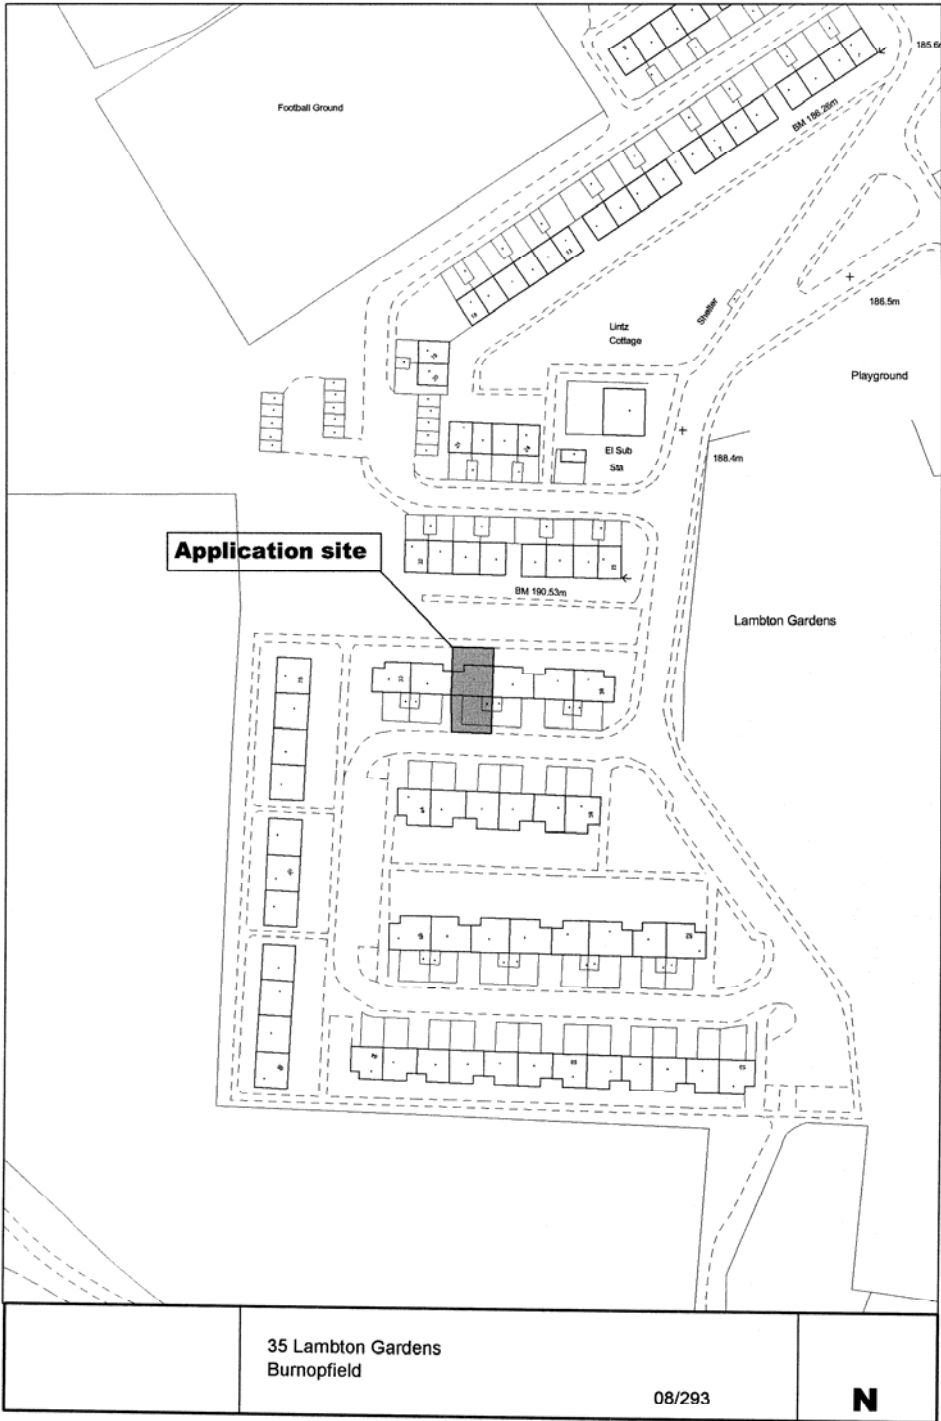 185.6m
Football Ground
BM 186.26m
186.5m
Shelter
Lintz
Cottage
Playground
El Sub
Sta
188.4m
Application site
BM 190.53m
Lambton Gardens
35 Lambton Gardens
Burnopfield
08/293
N